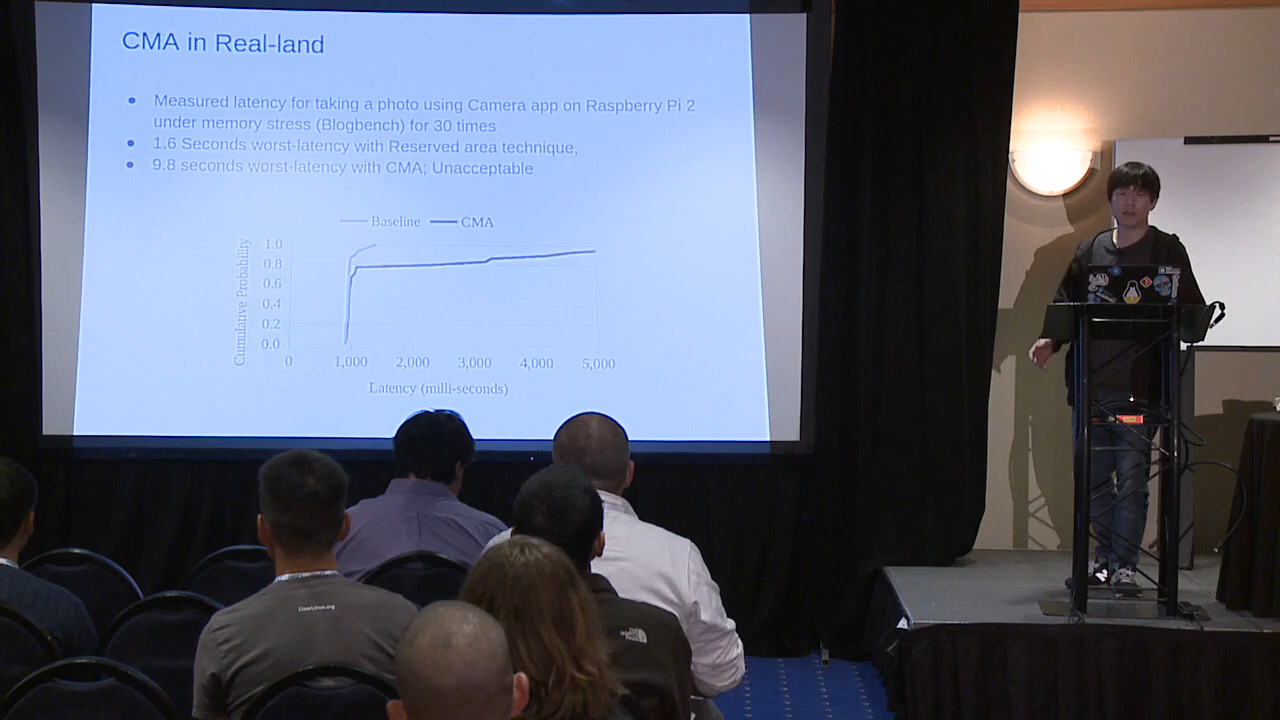 CMA in Real-land
Measured latency for taking a photo using Camera app on Raspberry Pi 2
under memory stress (Blogbench) for 30 times
1.6 Seconds worst-latency with Reserved area technique,
9.8 seconds worst-latency with CMA; Unacceptable
Baseline CMA
Cumulative Probability
1.0
0.8
0.6
0.4
0.2
0.0
0 1,000 2,000 3,000 4,000 5,000
Latency (milli-seconds)
ClearLinux.org